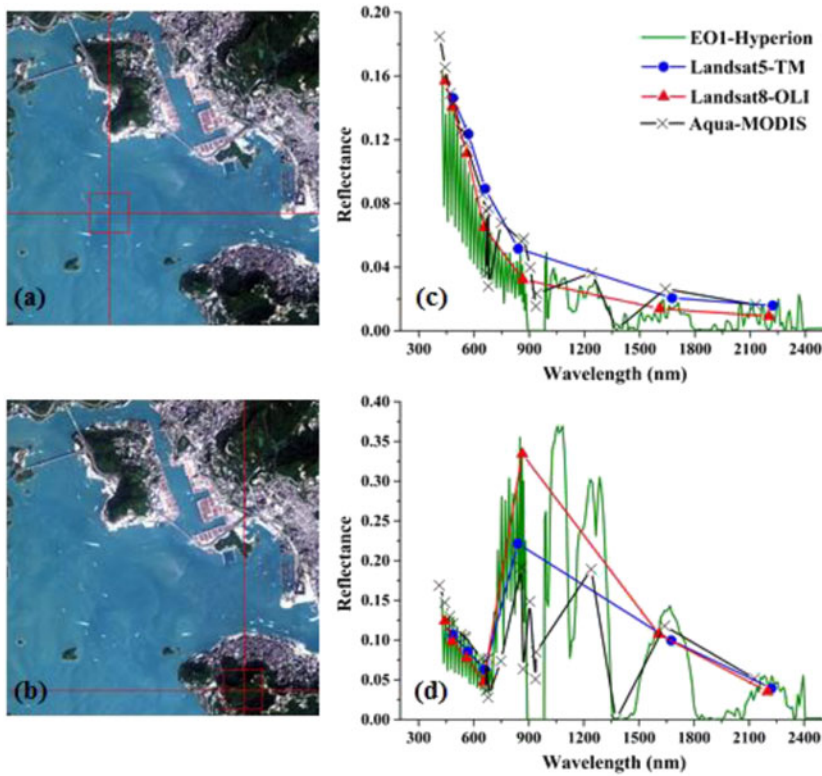 (a)
0.20
0.16
0.12
0.08
0.04
0.00
Reflectance
EO1-Hyperion
Landsat5-TM
Landsat8-OLI
Aqua-MODIS
(c)
300 600 900 1200 1500 1800 2100 2400
Wavelength (nm)
(b)
0.40
0.35
0.30
0.25
0.20
0.15
0.10
0.05
0.00
Reflectance
(d)
300 600 900 1200 1500 1800 2100 2400
Wavelength (nm)